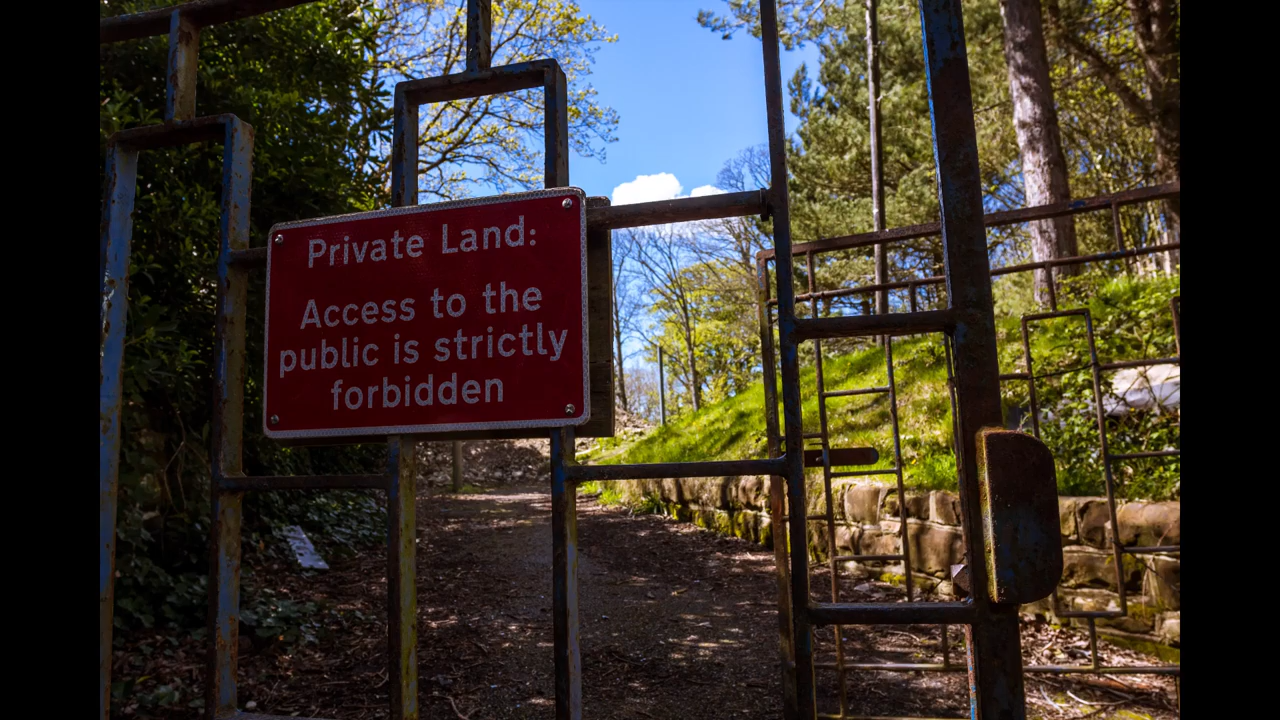 Private Land:
Access to the
public is strictly
forbidden